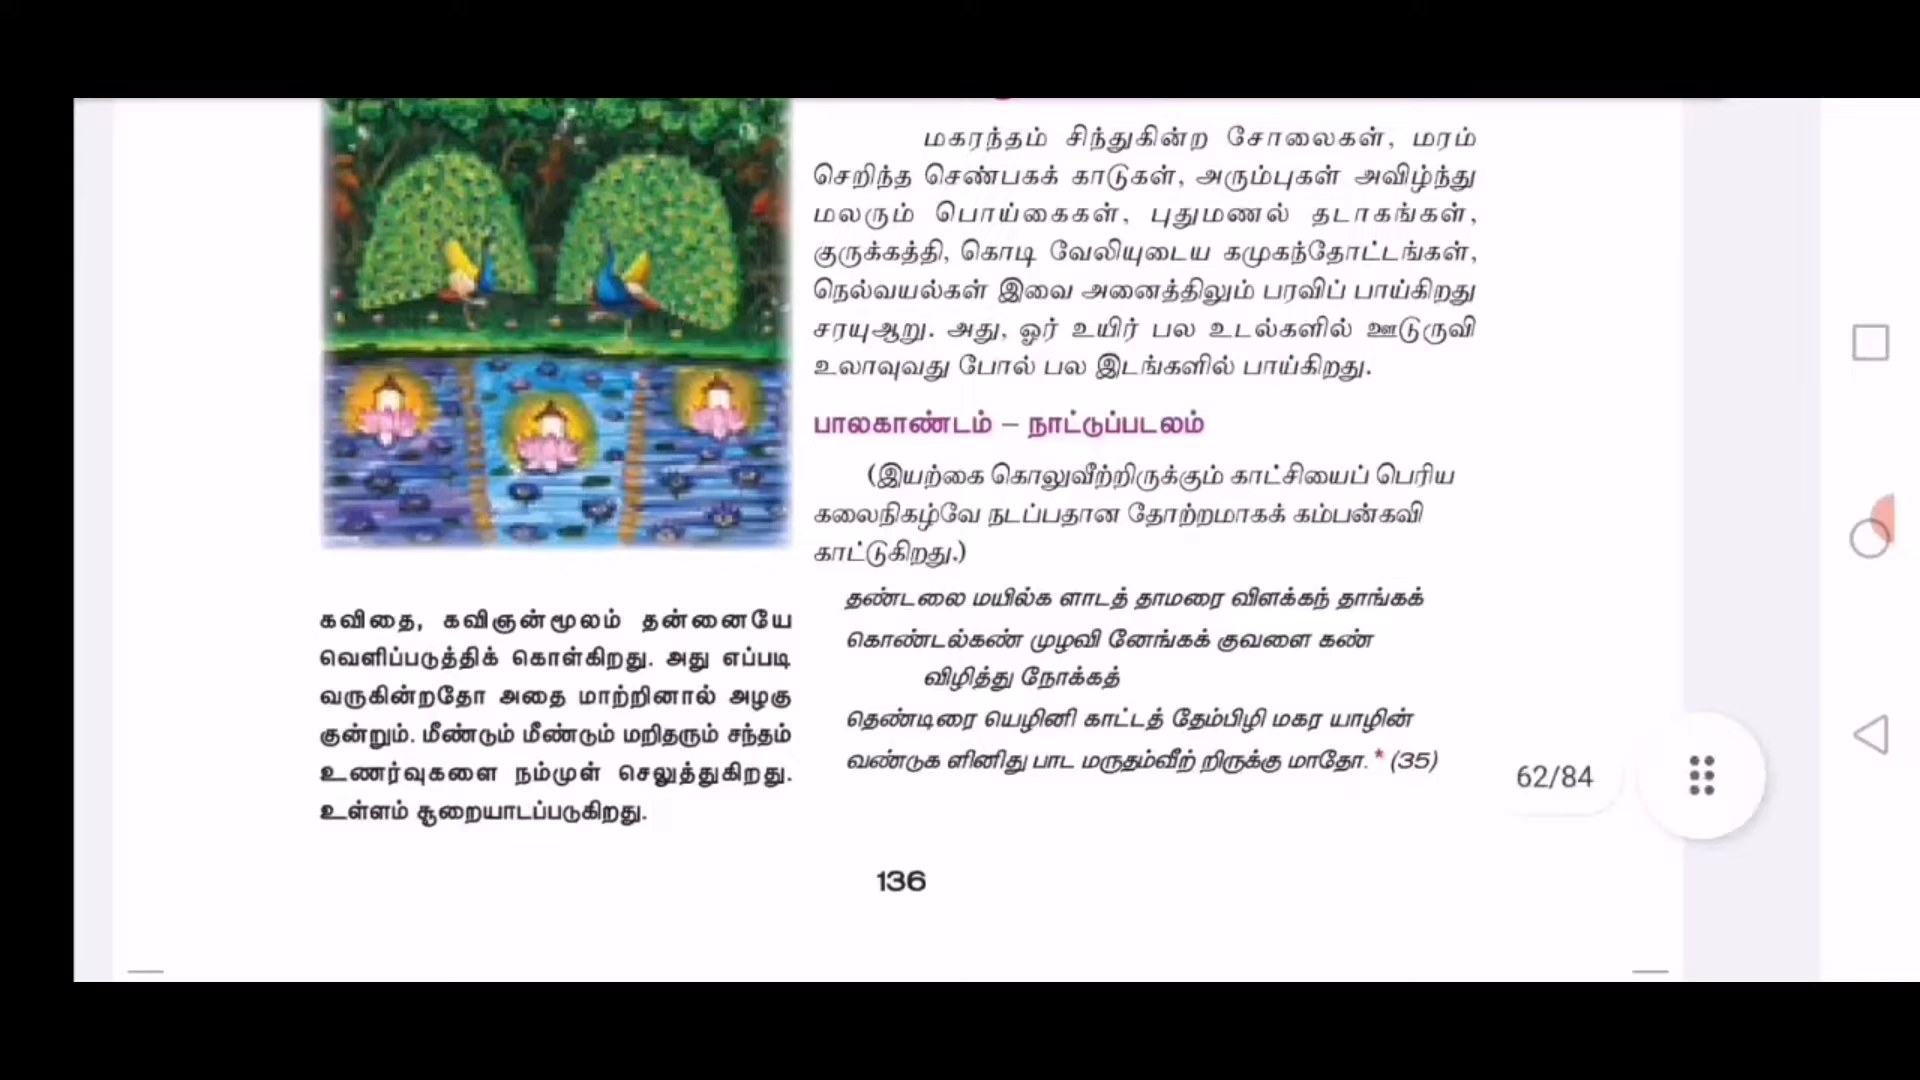 மகரந்தம் சிந்துகின்ற சோலைகள், மரம்
செறிந்த செண்பகக் காடுகள், அரும்புகள் அவிழ்ந்து
மலரும் பொய்கைகள், புதுமணல் தடாகங்கள்,
குருக்கத்தி, கொடி வேலியுடைய கமுகந்தோட்டங்கள்,
நெல்வயல்கள் இவை அனைத்திலும் பரவிப் பாய்கிறது
சரயுஆறு. அது, ஓர் உயிர் பல உடல்களில் ஊடுருவி
உலாவுவது போல் பல இடங்களில் பாய்கிறது.
பாலகாண்டம் – நாட்டுப்படலம்
(இயற்கை கொலுவீற்றிருக்கும் காட்சியைப் பெரிய
கலைநிகழ்வே நடப்பதான தோற்றமாகக் கம்பன்கவி
காட்டுகிறது.)
தண்டலை மயில்க ளாடத் தாமரை விளக்கந் தாங்கக்
கொண்டல்கண் முழவி னேங்கக் குவளை கண்
விழித்து நோக்கத்
தெண்டிரை யெழினி காட்டத் தேம்பிழி மகர யாழின்
வண்டுக ளினிது பாட மருதம்வீற் றிருக்கு மாதோ.* (35)
கவிதை, கவிஞன்மூலம் தன்னையே
வெளிப்படுத்திக் கொள்கிறது. அது எப்படி
வருகின்றதோ அதை மாற்றினால் அழகு
குன்றும். மீண்டும் மீண்டும் மறிதரும் சந்தம்
உணர்வுகளை நம்முள் செலுத்துகிறது.
உள்ளம் சூறையாடப்படுகிறது.
62/84
136